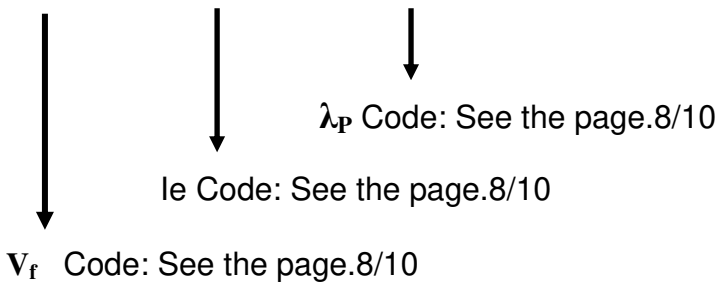 λP Code: See the page.8/10
Ie Code: See the page.8/10
Vf Code: See the page.8/10